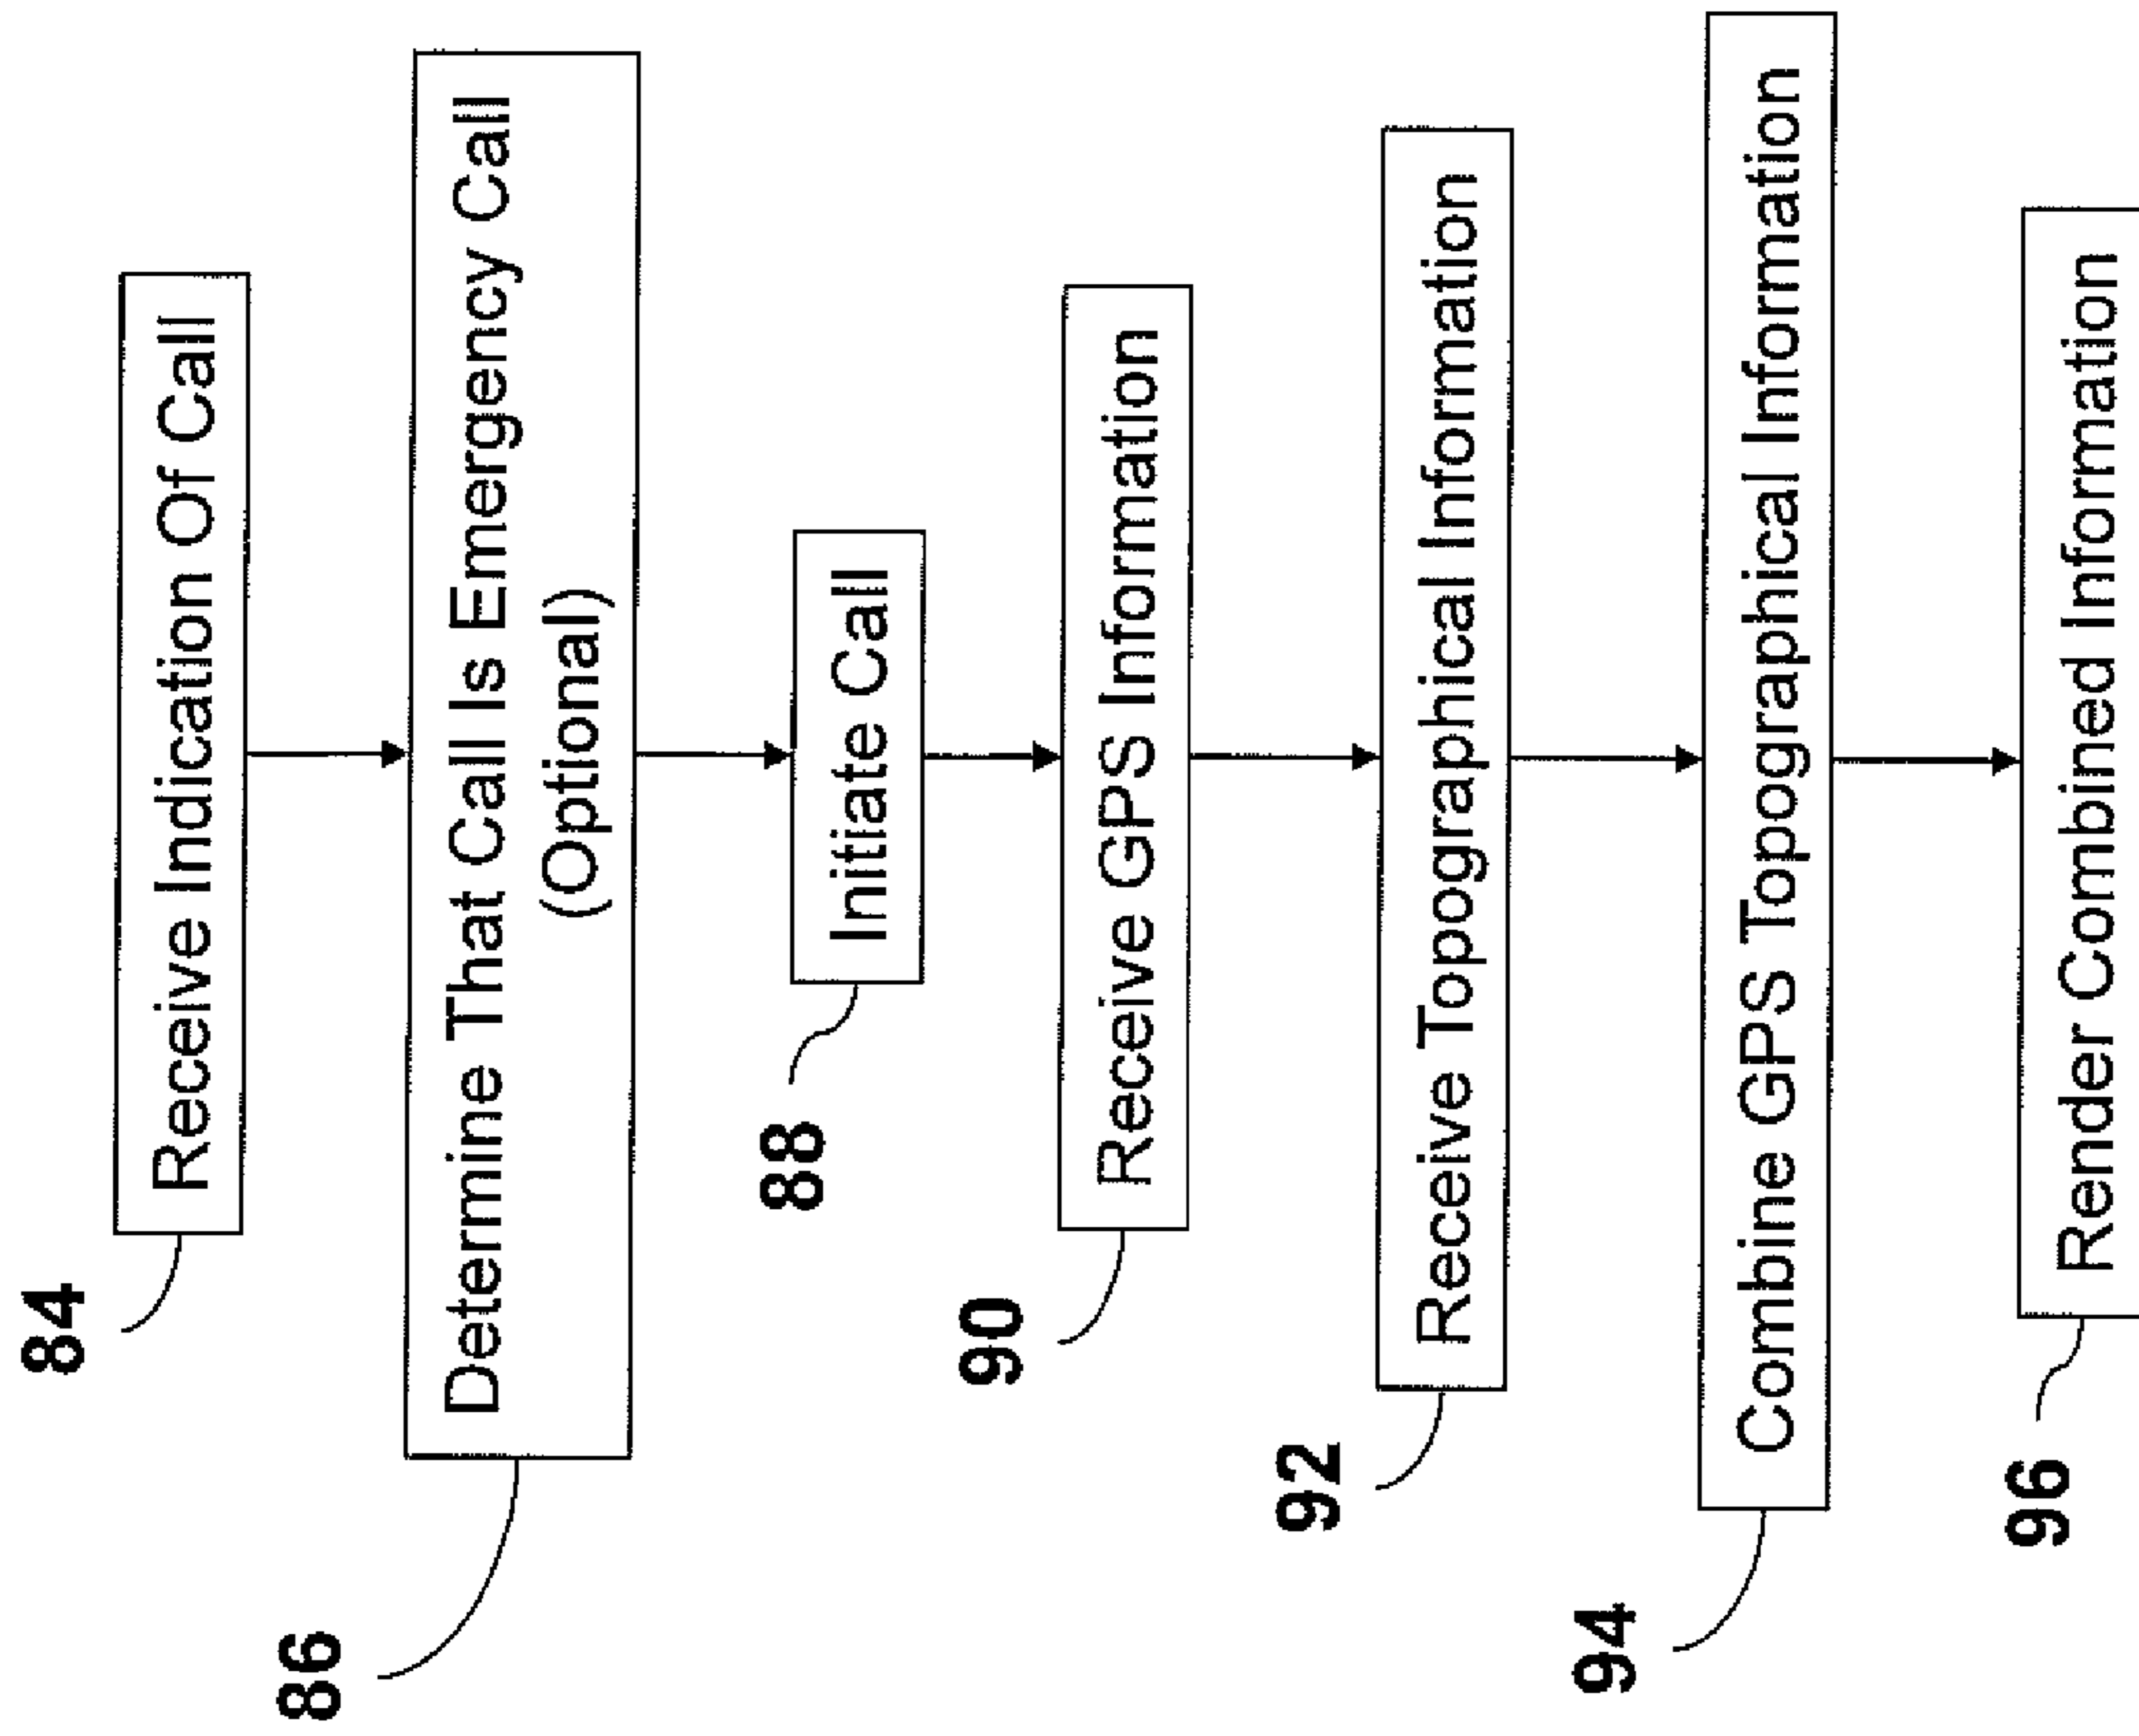 84
Receive Indication Of Call
86
Determine That Call Is Emergency Call
(Optional)
88
Initiate Call
90
Receive GPS Information
92
Receive Topographical Information
94
Combine GPS Topographical Information
96
Render Combined Information